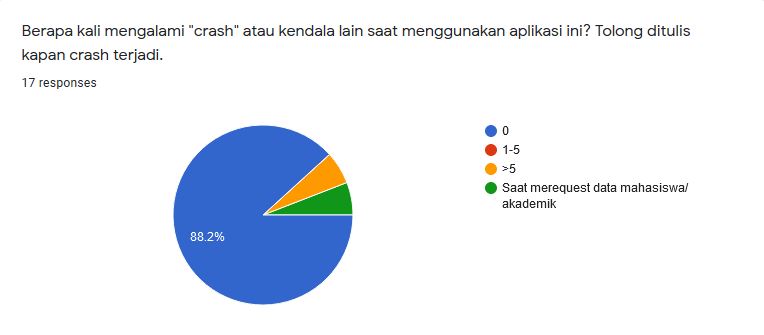 Berapa kali mengalami "crash" atau kendala lain saat menggunakan aplikasi ini? Tolong ditulis
kapan crash terjadi.
17 responses
88.2%
0
1-5
>5
Saat merequest data mahasiswa/
akademik